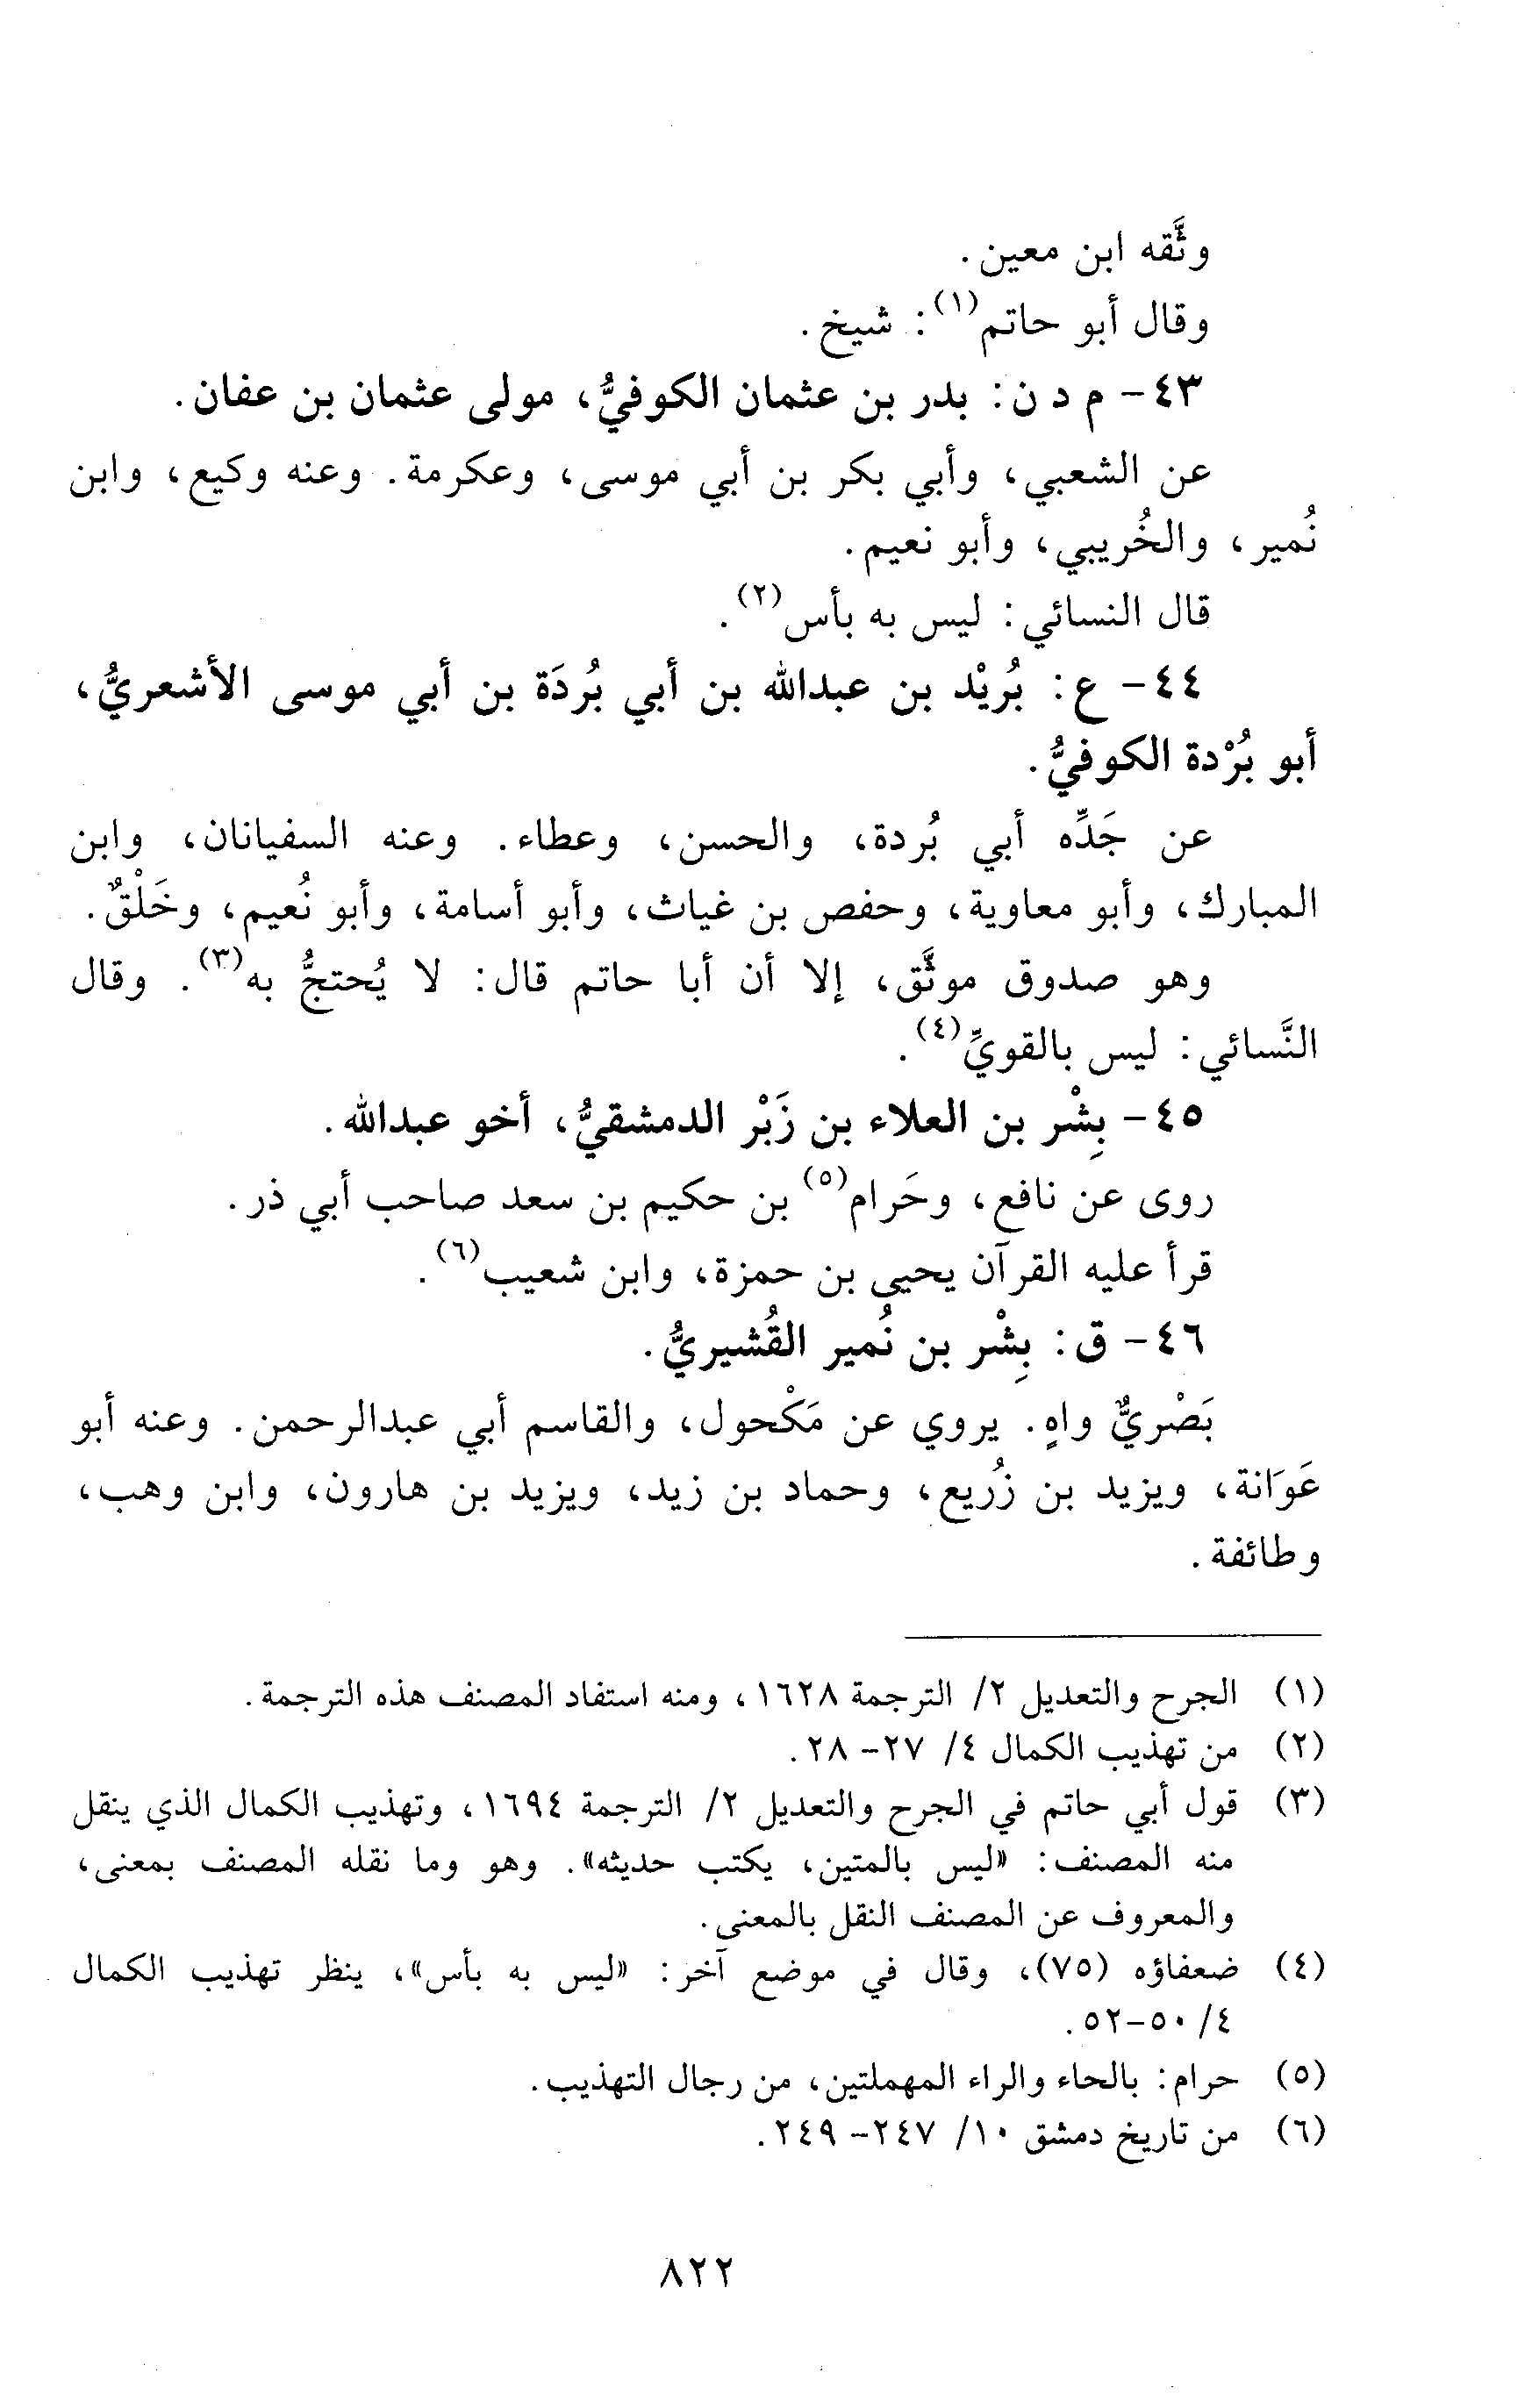 وثَّقه ابن معين.
وقال أبو حاتم(١): شيخ.
٤٣- م د ن: بدر بن عثمان الكوفيُّ، مولى عثمان بن عفان.
عن الشعبي، وأبي بكر بن أبي موسى، وعكرمة. وعنه وكيع، وابن
نُمير، والخُريبي، وأبو نعيم.
قال النسائي: ليس به بأس(٢).
٤٤- ع: بُريْد بن عبدالله بن أبي بُردَة بن أبي موسى الأشعريُّ،
أبو بُرْدة الكوفيُّ.
عن جَدِّه أبي بُردة، والحسن، وعطاء. وعنه السفيانان، وابن
المبارك، وأبو معاوية، وحفص بن غياث، وأبو أسامة، وأبو نُعيم، وخَلْقٌ.
وهو صدوق موثَّق، إلا أن أبا حاتم قال: لا يُحتجُّ به(٣). وقال
النَّسائي: ليس بالقويِّ(٤).
٤٥- بِشْر بن العلاء بن زَبْر الدمشقيُّ، أخو عبدالله.
روى عن نافع، وحَرام(٥) بن حكيم بن سعد صاحب أبي ذر.
قرأ عليه القرآن يحيى بن حمزة، وابن شعيب(٦).
٤٦- ق: بِشْر بن نُمير القُشيريُّ.
بَصْريٌّ واهٍ. يروي عن مَكْحول، والقاسم أبي عبدالرحمن. وعنه أبو
عَوَانة، ويزيد بن زُريع، وحماد بن زيد، ويزيد بن هارون، وابن وهب،
وطائفة.
(١) الجرح والتعديل ٢/ الترجمة ١٦٢٨، ومنه استفاد المصنف هذه الترجمة.
(٢) من تهذيب الكمال ٤/ ٢٧- ٢٨.
(٣) قول أبي حاتم في الجرح والتعديل ٢/ الترجمة ١٦٩٤، وتهذيب الكمال الذي ينقل
منه المصنف: «ليس بالمتين، يكتب حديثه». وهو وما نقله المصنف بمعنى،
والمعروف عن المصنف النقل بالمعنى.
(٤) ضعفاؤه (٧٥)، وقال في موضع آخر: «ليس به بأس»، ينظر تهذيب الكمال
٤/ ٥٠-٥٢.
(٥) حرام: بالحاء والراء المهملتين، من رجال التهذيب.
(٦) من تاريخ دمشق ١٠/ ٢٤٧- ٢٤٩.
٨٢٢